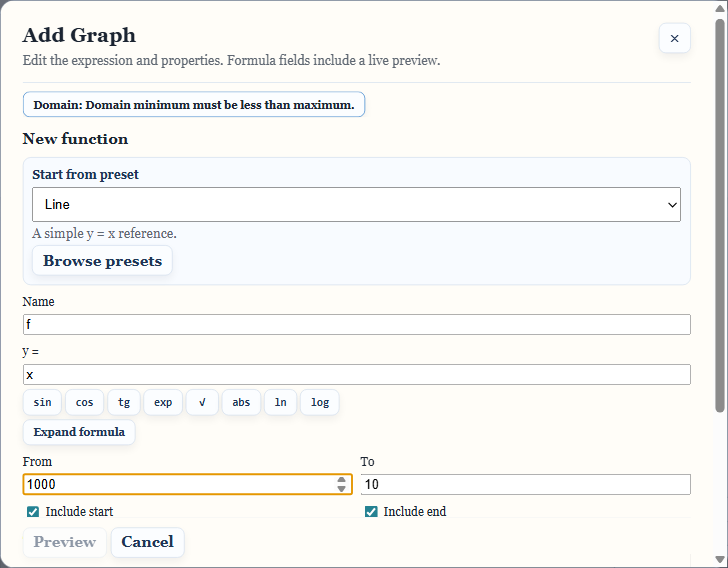 Add Graph
×
Edit the expression and properties. Formula fields include a live preview.
Domain: Domain minimum must be less than maximum.
New function
Start from preset
Line
A simple y = x reference.
Browse presets
Name
f
y =
x
sin cos tg exp √ abs ln log
Expand formula
From To
1000 10
Include start Include end
Preview Cancel